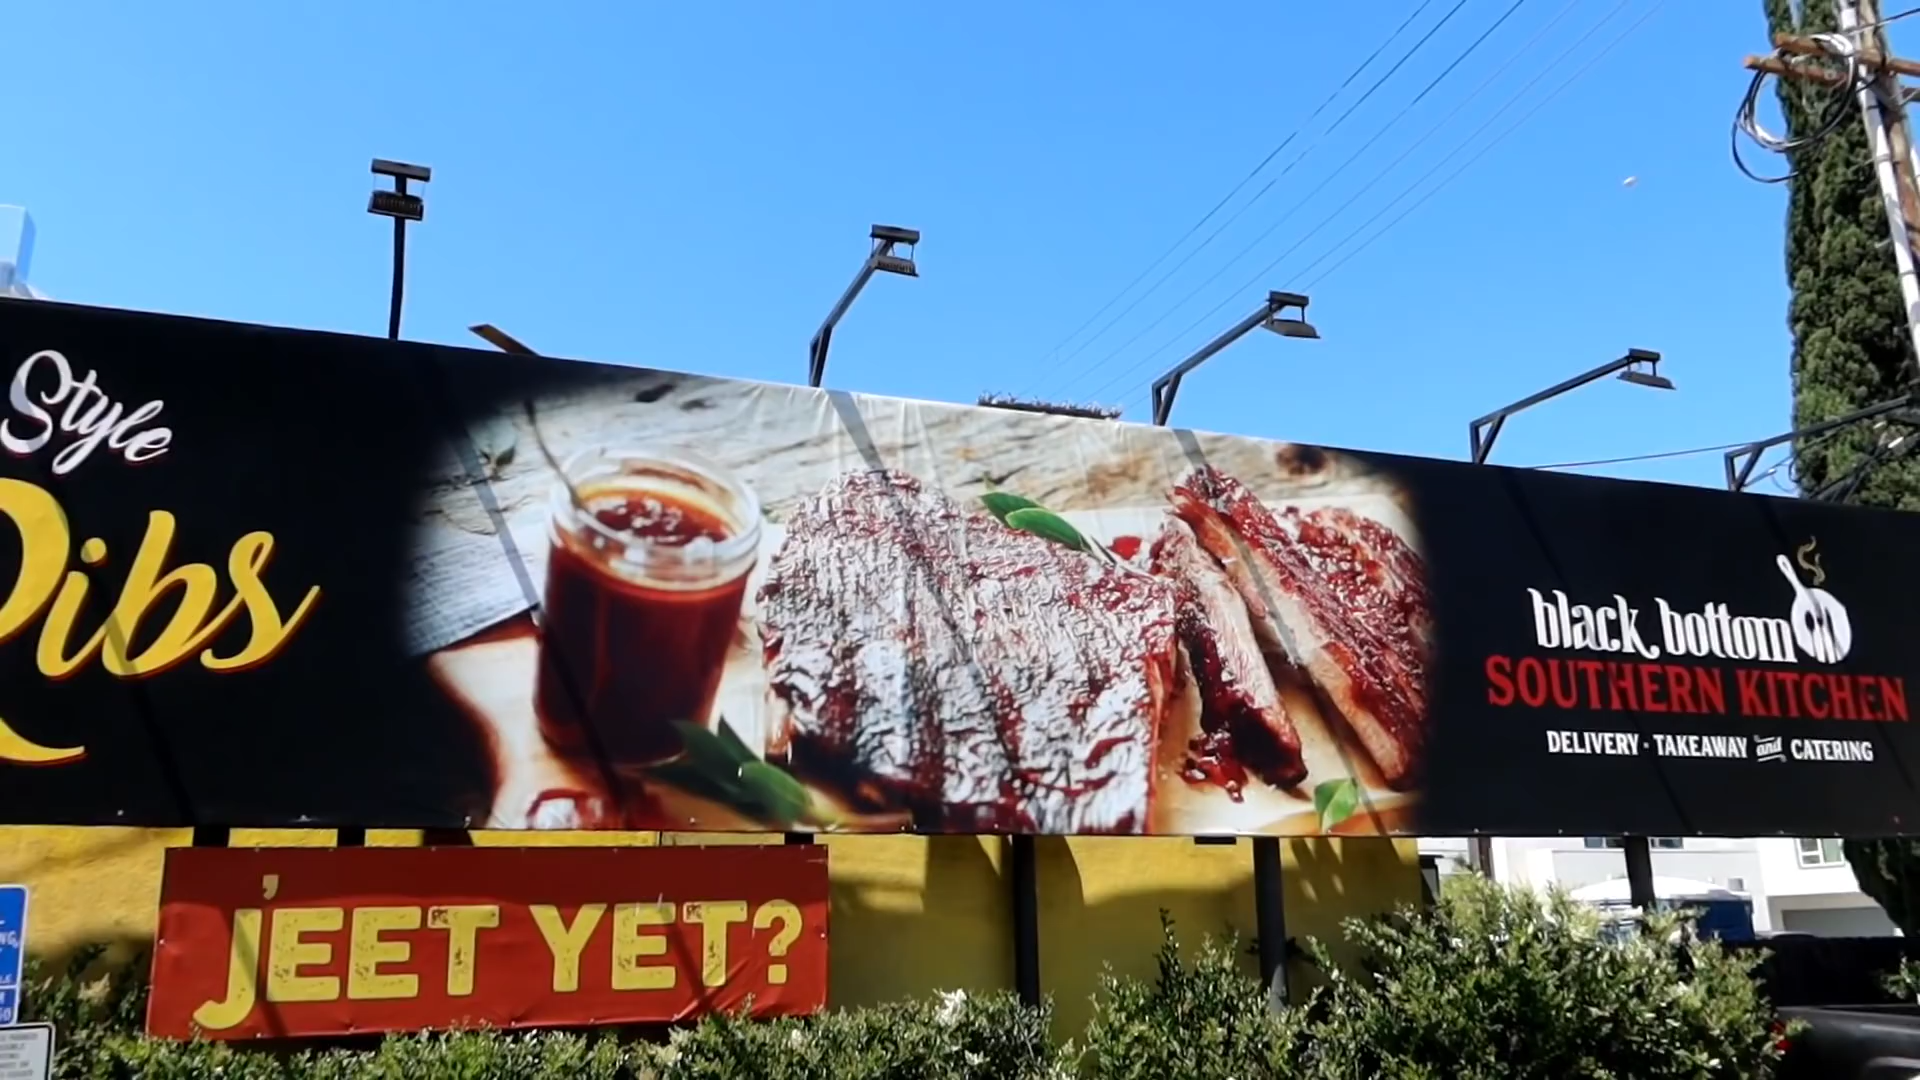 Style
Ribs
black bottom
SOUTHERN KITCHEN
DELIVERY · TAKEAWAY and CATERING
J'EET YET?